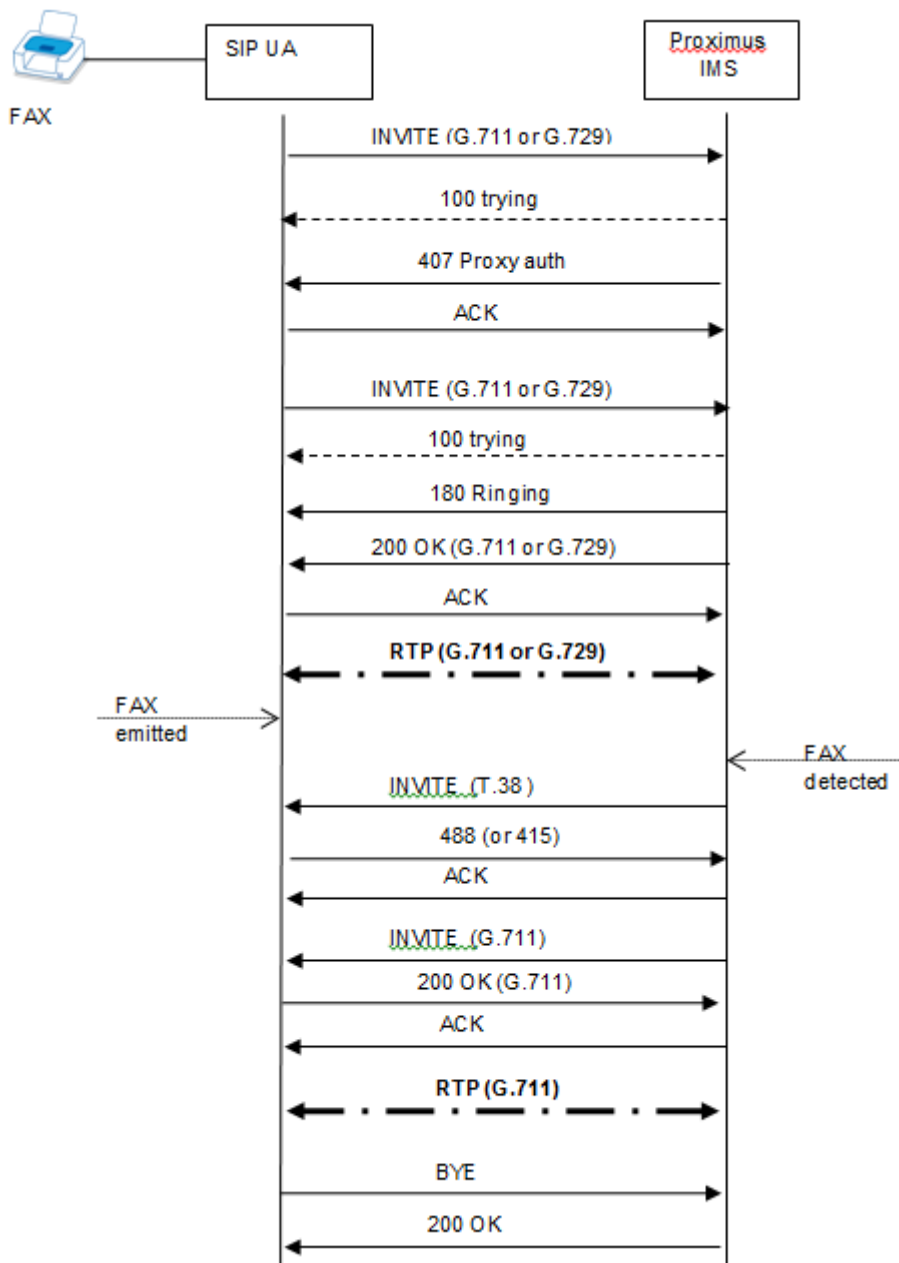 SIP UA
Proximus
IMS
FAX
INVITE (G.711 or G.729)
100 trying
407 Proxy auth
ACK
INVITE (G.711 or G.729)
100 trying
180 Ringing
200 OK (G.711 or G.729)
ACK
RTP (G.711 or G.729)
FAX
emitted
FAX
detected
INVITE (T.38)
488 (or 415)
ACK
INVITE (G.711)
200 OK (G.711)
ACK
RTP (G.711)
BYE
200 OK